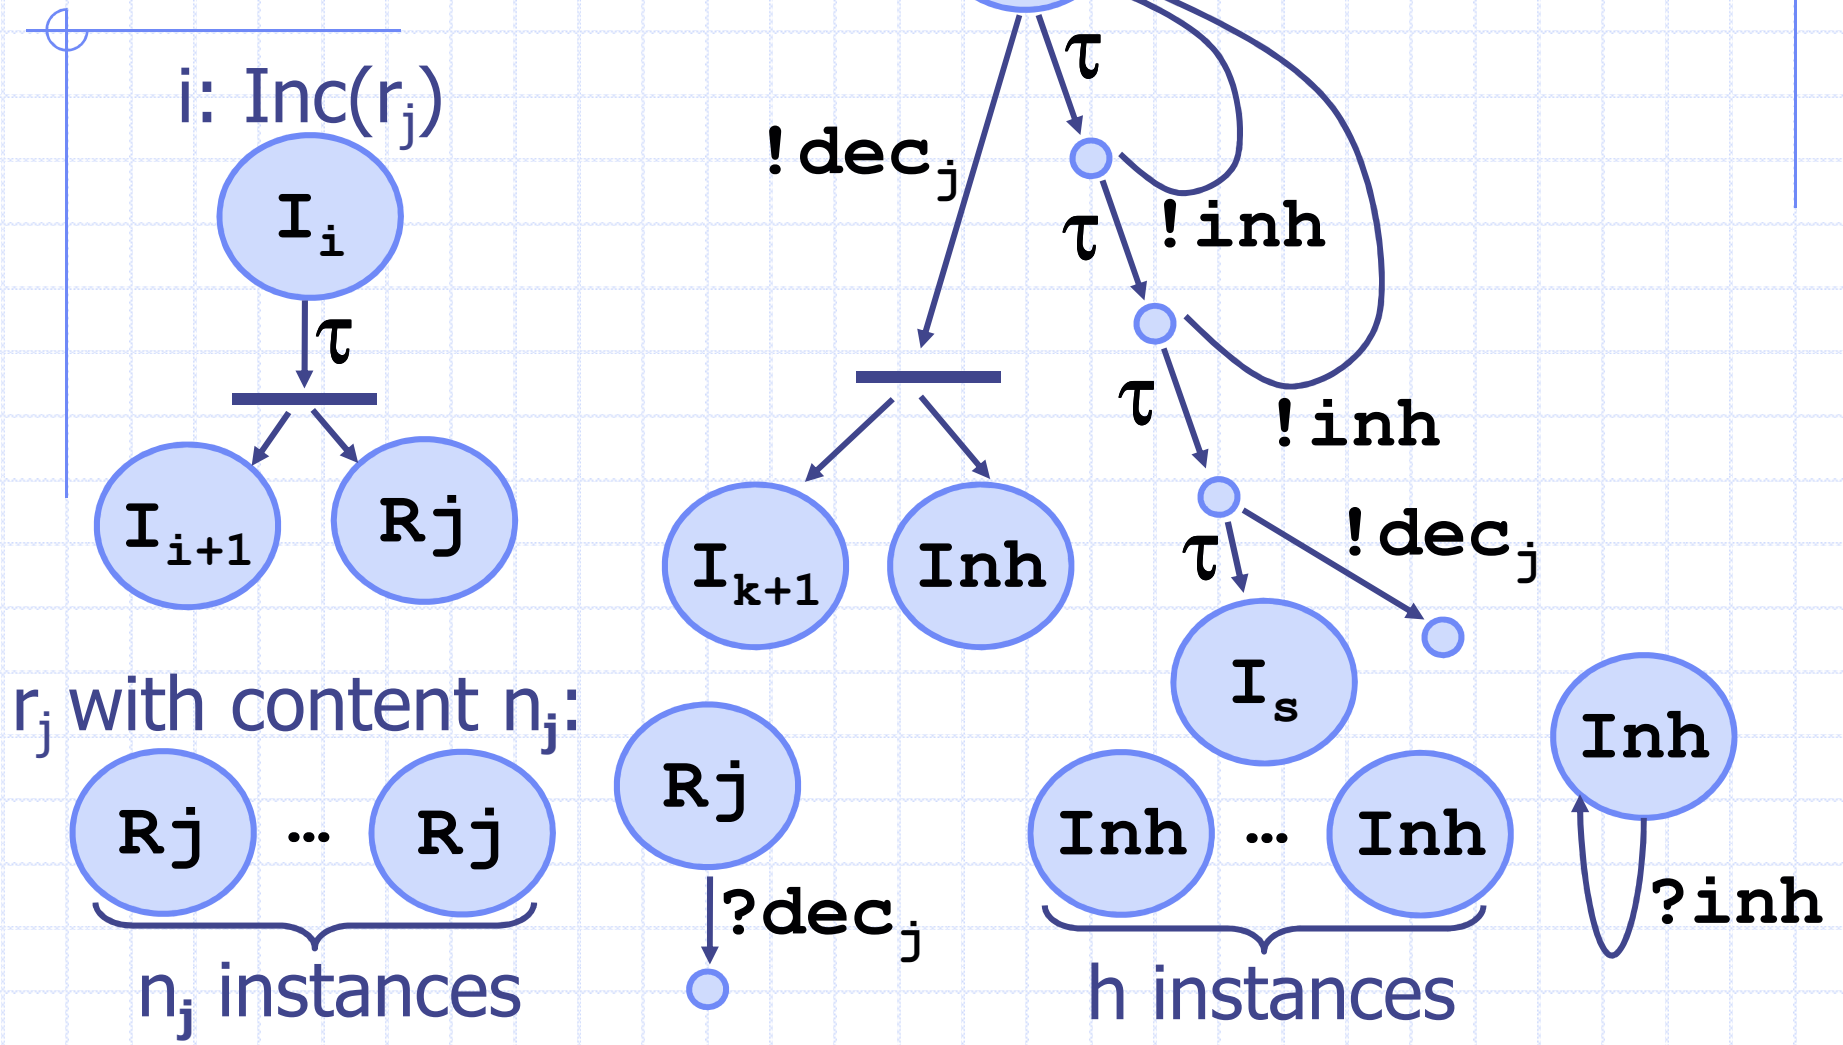 i: Inc(rj)
Ii
τ
Ii+1
Rj
!decj
τ
τ
!inh
τ
!inh
τ
!decj
Ik+1
Inh
Is
rj with content nj:
Rj
…
Rj
nj instances
Rj
?decj
Inh
…
Inh
h instances
Inh
?inh